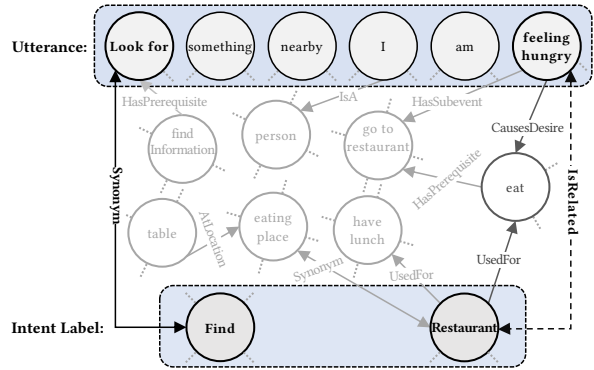 Utterance:
Look for
something
nearby
I
am
feeling
hungry
HasPrerequisite
IsA
HasSubevent
CausesDesire
find
Information
person
go to
restaurant
HasPrerequisite
eat
Synonym
IsRelated
table
AtLocation
eating
place
have
lunch
Synonym
UsedFor
UsedFor
Intent Label:
Find
Restaurant